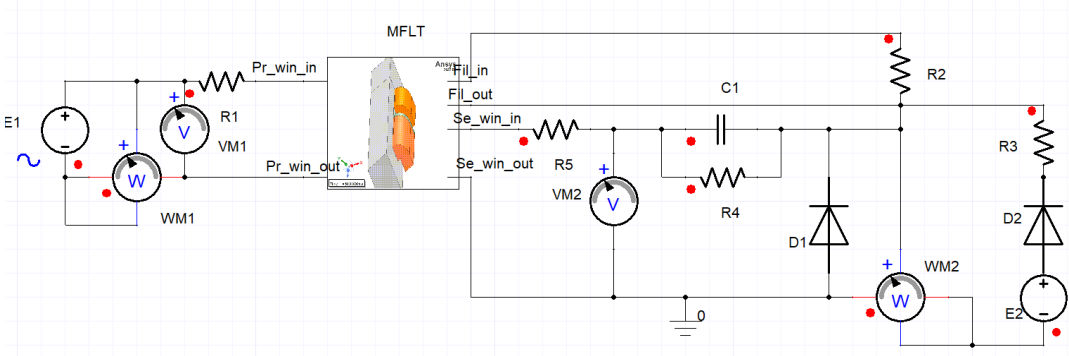 MFLT
Ansys
Fil_in
Pr_win_in
R2
Fil_out
C1
E1
+
R1
Se_win_in
V
VM1
R3
R5
Pr_win_out
Se_win_out
W
VM2
V
R4
WM1
D1
D2
WM2
W
E2
0